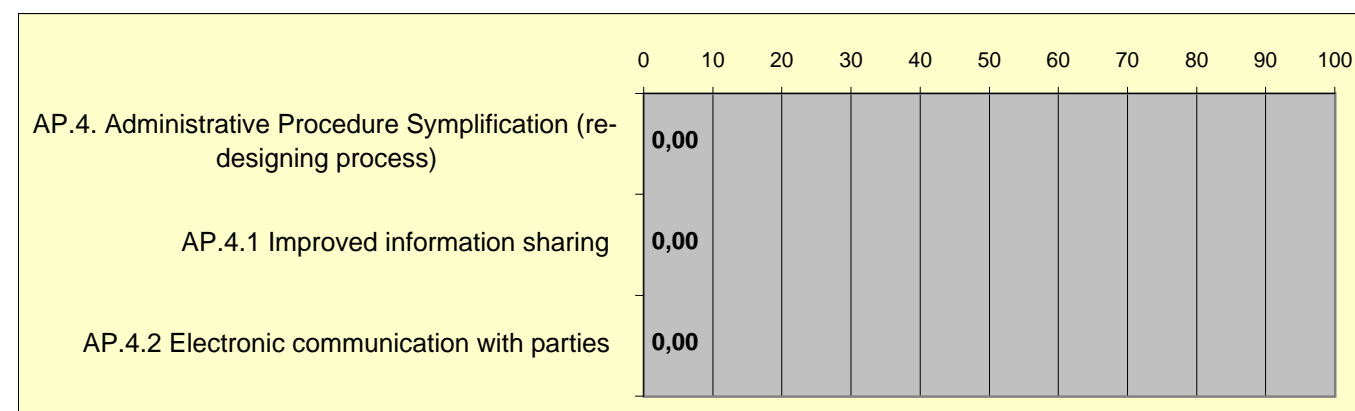 0 10 20 30 40 50 60 70 80 90 100
AP.4. Administrative Procedure Symplification (re-
designing process)
0,00
AP.4.1 Improved information sharing
0,00
AP.4.2 Electronic communication with parties
0,00